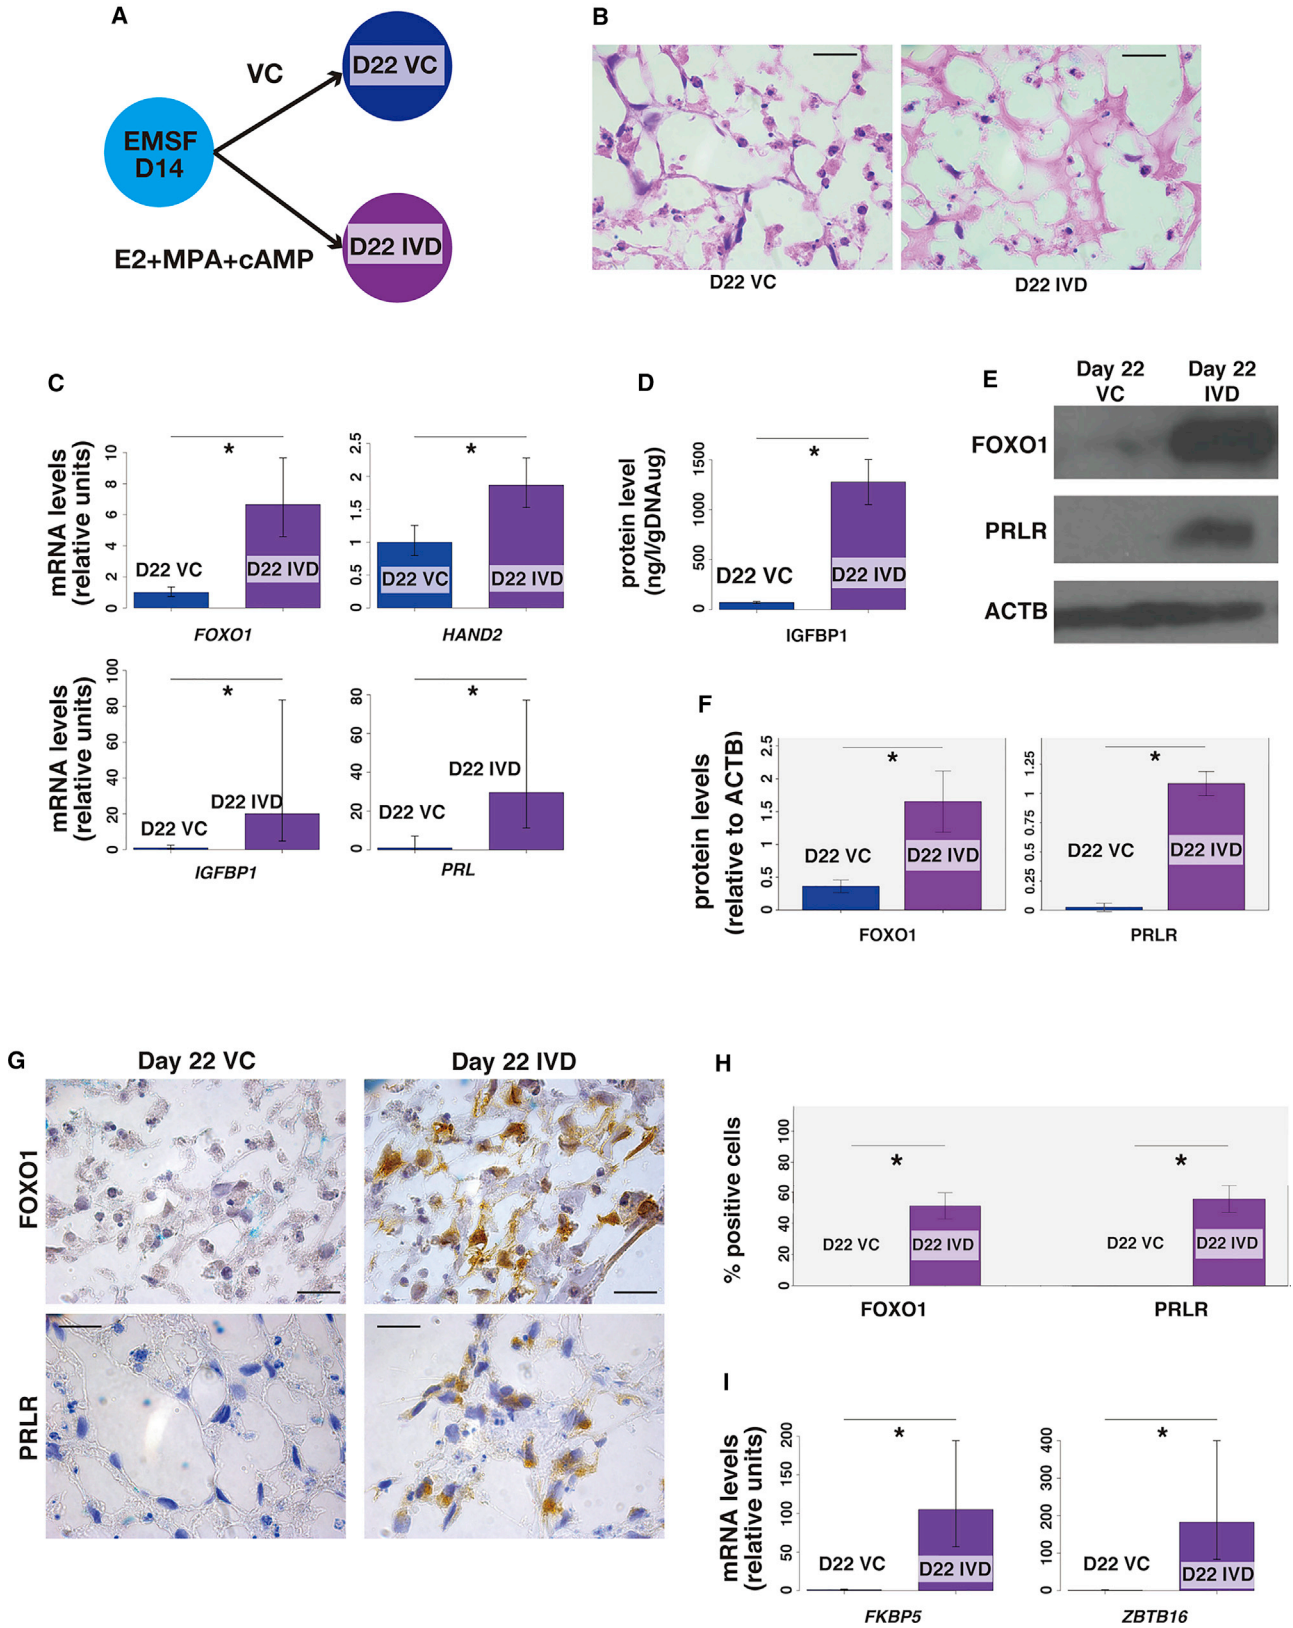 A
EMSF
D14
VC
E2+MPA+cAMP
D22 VC
D22 IVD
B
D22 VC
D22 IVD
C
mRNA levels
(relative units)
0 2 4 6 8 10
*
D22 VC
D22 IVD
FOXO1
0 0.5 1 1.5 2 2.5
*
D22 VC
D22 IVD
HAND2
mRNA levels
(relative units)
0 20 40 60 80 100
*
D22 VC
D22 IVD
IGFBP1
0 20 40 60 80
*
D22 VC
D22 IVD
PRL
D
protein level
(ng/l/gDNAug)
0 500 1000 1500
*
D22 VC
D22 IVD
IGFBP1
E
Day 22
VC
Day 22
IVD
FOXO1
PRLR
ACTB
F
protein levels
(relative to ACTB)
0 0.5 1 1.5 2 2.5
*
D22 VC
D22 IVD
FOXO1
0 0.25 0.5 0.75 1 1.25
*
D22 VC
D22 IVD
PRLR
G
Day 22 VC
Day 22 IVD
FOXO1
PRLR
H
% positive cells
0 20 40 60 80 100
*
D22 VC
D22 IVD
FOXO1
*
D22 VC
D22 IVD
PRLR
I
mRNA levels
(relative units)
0 50 100 150 200
*
D22 VC
D22 IVD
FKBP5
0 100 200 300 400
*
D22 VC
D22 IVD
ZBTB16